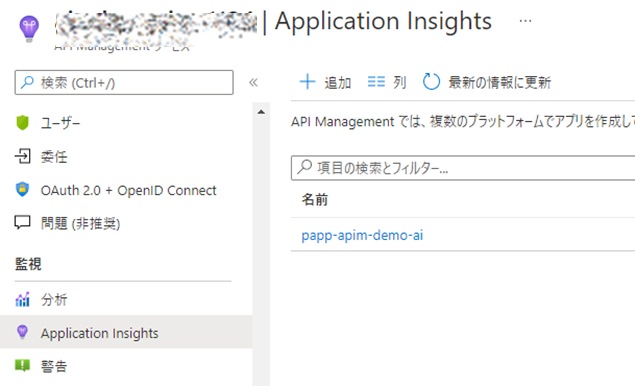 | Application Insights ...
API Management サービス
検索 (Ctrl+/)
«
ユーザー
委任
OAuth 2.0 + OpenID Connect
問題 (非推奨)
監視
分析
Application Insights
警告
追加 列 最新の情報に更新
API Management では、複数のプラットフォームでアプリを作成して
項目の検索とフィルター...
名前
papp-apim-demo-ai